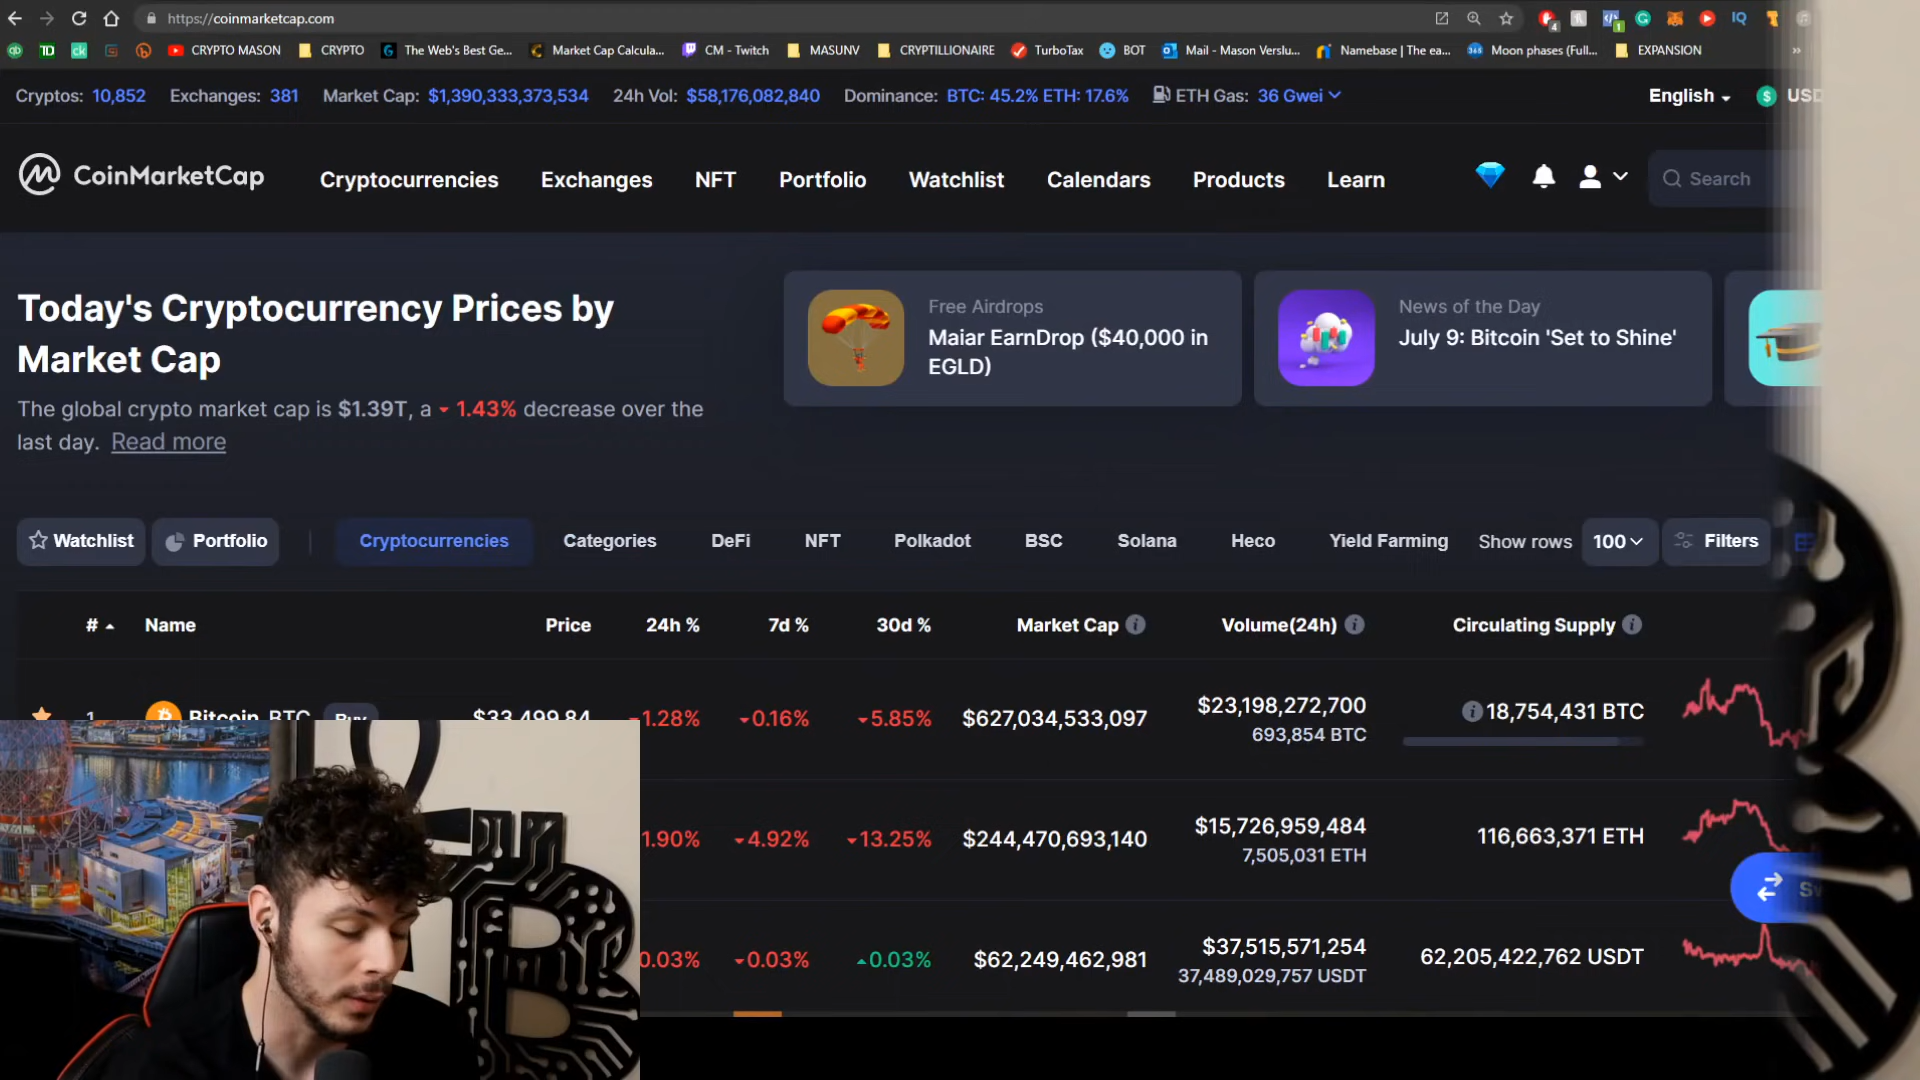 https://coinmarketcap.com
CRYPTO MASON CRYPTO The Web's Best Ge... Market Cap Calcula... CM - Twitch MASUNV CRYPTILLIONAIRE TurboTax BOT Mail - Mason Verslu... Namebase | The ea... Moon phases (Full... EXPANSION »
Cryptos: 10,852 Exchanges: 381 Market Cap: $1,390,333,373,534 24h Vol: $58,176,082,840 Dominance: BTC: 45.2% ETH: 17.6% ETH Gas: 36 Gwei English USD
CoinMarketCap Cryptocurrencies Exchanges NFT Portfolio Watchlist Calendars Products Learn Search
Today's Cryptocurrency Prices by
Market Cap
The global crypto market cap is $1.39T, a 1.43% decrease over the
last day. Read more
Free Airdrops
Maiar EarnDrop ($40,000 in
EGLD)
News of the Day
July 9: Bitcoin 'Set to Shine'
Watchlist Portfolio Cryptocurrencies Categories DeFi NFT Polkadot BSC Solana Heco Yield Farming Show rows 100 Filters
# Name Price 24h % 7d % 30d % Market Cap Volume(24h) Circulating Supply
1 Bitcoin BTC Buy $33,499.84 1.28% 0.16% 5.85% $627,034,533,097 $23,198,272,700 18,754,431 BTC
693,854 BTC
1.90% 4.92% 13.25% $244,470,693,140 $15,726,959,484 116,663,371 ETH
7,505,031 ETH
0.03% 0.03% 0.03% $62,249,462,981 $37,515,571,254 62,205,422,762 USDT
37,489,029,757 USDT